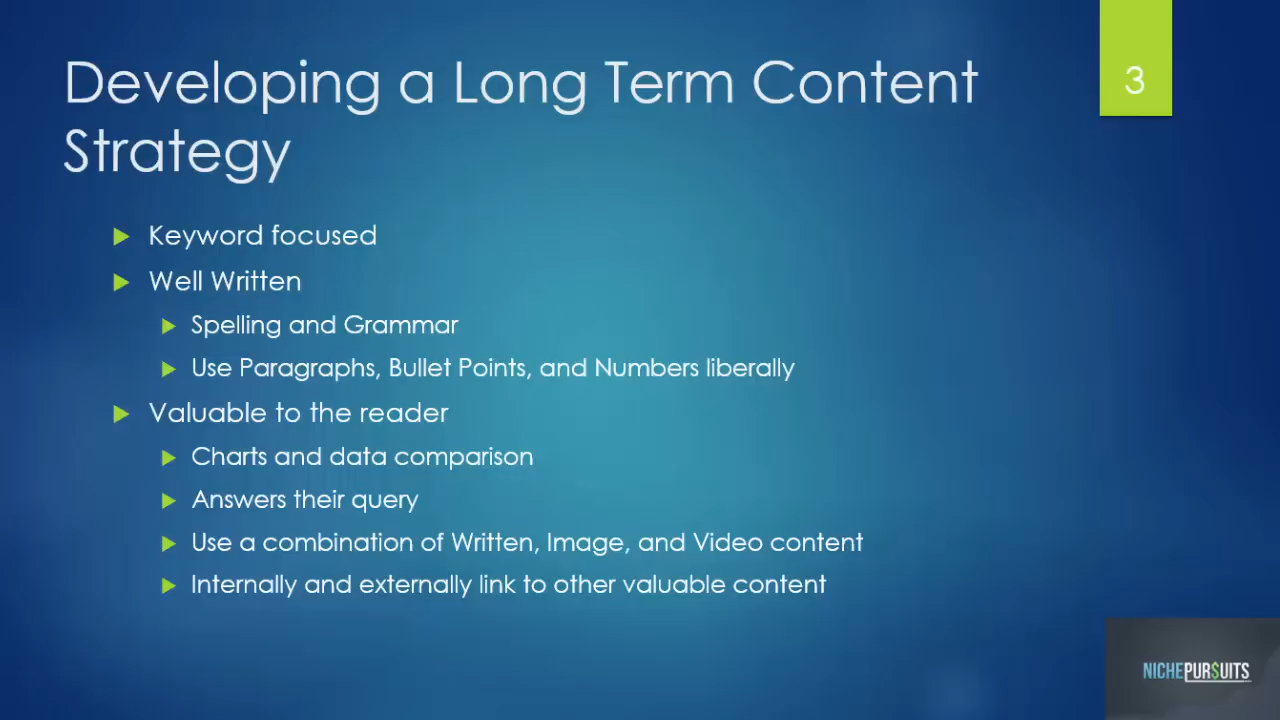 Developing a Long Term Content
Strategy
3
Keyword focused
Well Written
Spelling and Grammar
Use Paragraphs, Bullet Points, and Numbers liberally
Valuable to the reader
Charts and data comparison
Answers their query
Use a combination of Written, Image, and Video content
Internally and externally link to other valuable content
NICHEPUR$UITS